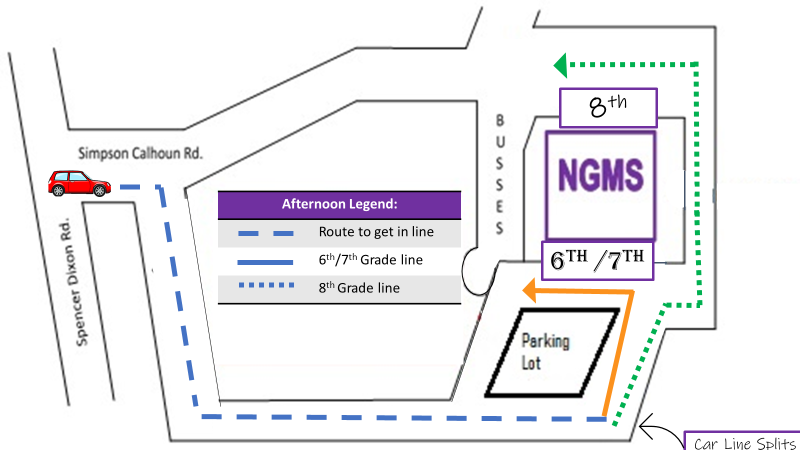 8th
BUSSES
Simpson Calhoun Rd.
NGMS
Afternoon Legend:
Route to get in line
6th/7th Grade line
8th Grade line
Spencer Dixon Rd.
6TH /7TH
Parking
Lot
Car Line Splits